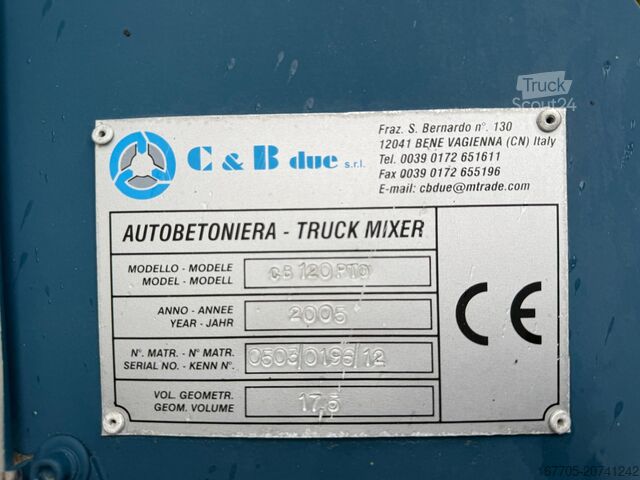 Truck
Scout24
C & B due s.r.l.
Fraz. S. Bernardo n°. 130
12041 BENE VAGIENNA (CN) Italy
Tel. 0039 0172 651611
Fax 0039 0172 655196
E-mail: cbdue@mtrade.com
AUTOBETONIERA - TRUCK MIXER
MODELLO - MODELE
MODEL - MODELL
CB 120 PTO
ANNO - ANNEE
YEAR - JAHR
2005
N°. MATR. - N° MATR.
SERIAL NO. - KENN N°.
0503/0196/12
VOL. GEOMETR.
GEOM. VOLUME
17,5
CE
167705-20741242